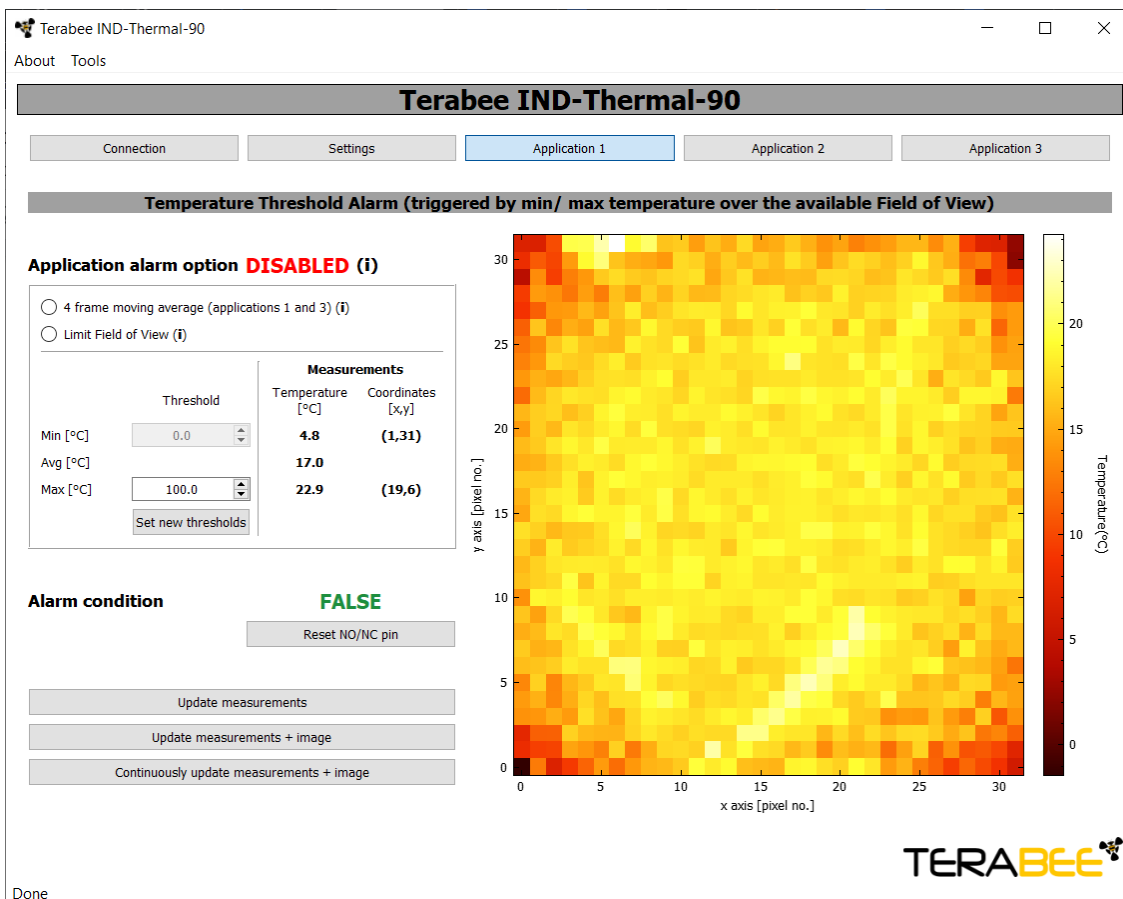 Terabee IND-Thermal-90
About Tools
Terabee IND-Thermal-90
Connection Settings Application 1 Application 2 Application 3
Temperature Threshold Alarm (triggered by min/ max temperature over the available Field of View)
Application alarm option DISABLED (i)
4 frame moving average (applications 1 and 3) (i)
Limit Field of View (i)
Measurements
Threshold Temperature [°C] Coordinates [x,y]
Min [°C] 0.0 4.8 (1,31)
Avg [°C] 17.0
Max [°C] 100.0 22.9 (19,6)
Set new thresholds
Alarm condition FALSE
Reset NO/NC pin
Update measurements
Update measurements + image
Continuously update measurements + image
30
25
20
15
10
5
0
y axis [pixel no.]
0 5 10 15 20 25 30
x axis [pixel no.]
20
15
10
5
0
Temperature(°C)
TERABEE
Done